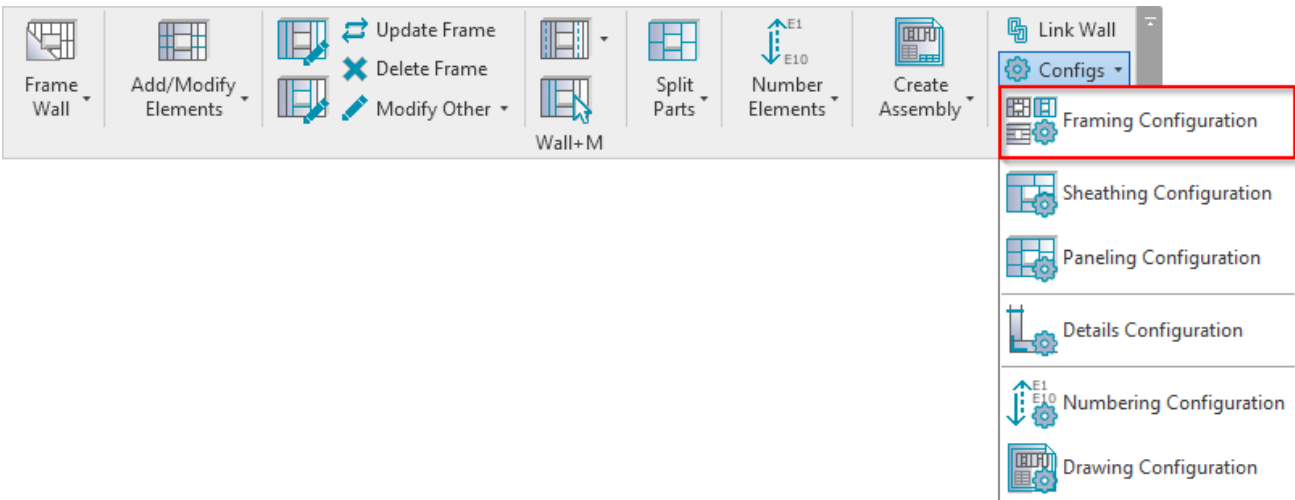 Frame
Wall
Add/Modify
Elements
Update Frame
Delete Frame
Modify Other
Split
Parts
E1
E10
Number
Elements
Create
Assembly
Link Wall
Configs
Wall+M
Framing Configuration
Sheathing Configuration
Paneling Configuration
Details Configuration
E1
E10
Numbering Configuration
Drawing Configuration